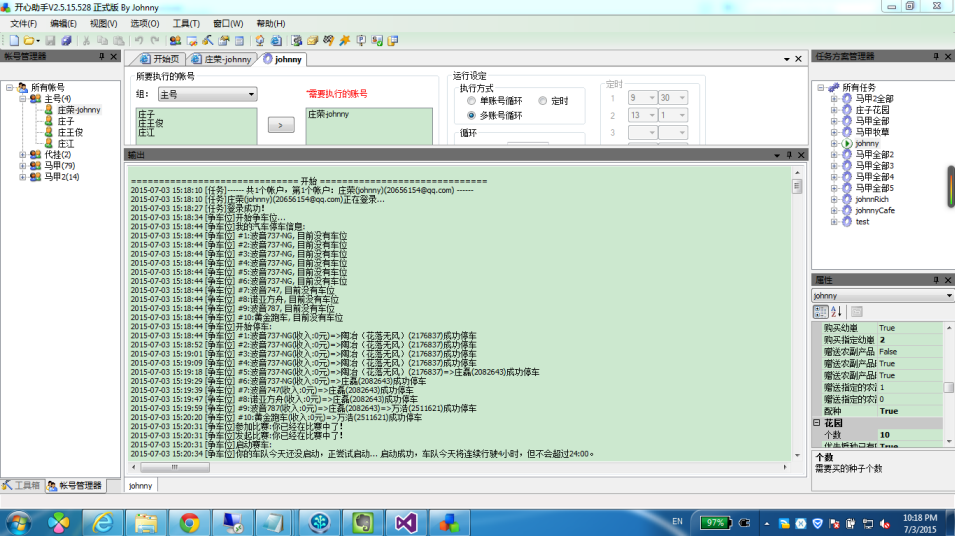 开心助手V2.5.15.528 正式版 By Johnny
文件(F) 编辑(E) 视图(V) 选项(O) 工具(T) 窗口(W) 帮助(H)
帐号管理器
所有帐号
主号(4)
庄荣-johnny
庄子
庄王俊
庄江
代挂(2)
马甲(79)
马甲2(14)
工具箱 帐号管理器
开始页 庄荣-johnny johnny
所要执行的账号
组: 主号 *需要执行的账号
庄子
庄王俊
庄江
>
庄荣-johnny
运行设定
执行方式
单账号循环 定时
多账号循环
循环
定时
1 9 30
2 13 1
3
输出
============================== 开始 ==============================
2015-07-03 15:18:10 [任务]------ 共1个帐户，第1个帐户：庄荣(johnny)(20656154@qq.com) ------
2015-07-03 15:18:10 [任务]庄荣(johnny)(20656154@qq.com)正在登录...
2015-07-03 15:18:27 [任务]登录成功！
2015-07-03 15:18:34 [争车位]开始争车位...
2015-07-03 15:18:44 [争车位]我的汽车停车信息:
2015-07-03 15:18:44 [争车位] #1:波音737-NG, 目前没有车位
2015-07-03 15:18:44 [争车位] #2:波音737-NG, 目前没有车位
2015-07-03 15:18:44 [争车位] #3:波音737-NG, 目前没有车位
2015-07-03 15:18:44 [争车位] #4:波音737-NG, 目前没有车位
2015-07-03 15:18:44 [争车位] #5:波音737-NG, 目前没有车位
2015-07-03 15:18:44 [争车位] #6:波音737-NG, 目前没有车位
2015-07-03 15:18:44 [争车位] #7:波音747, 目前没有车位
2015-07-03 15:18:44 [争车位] #8:诺亚方舟, 目前没有车位
2015-07-03 15:18:44 [争车位] #9:波音787, 目前没有车位
2015-07-03 15:18:44 [争车位] #10:黄金跑车, 目前没有车位
2015-07-03 15:18:44 [争车位]开始停车:
2015-07-03 15:18:44 [争车位] #1:波音737-NG(收入:0元)=>陶冶（花落无风）(2176837)成功停车
2015-07-03 15:18:52 [争车位] #2:波音737-NG(收入:0元)=>陶冶（花落无风）(2176837)成功停车
2015-07-03 15:19:01 [争车位] #3:波音737-NG(收入:0元)=>陶冶（花落无风）(2176837)成功停车
2015-07-03 15:19:09 [争车位] #4:波音737-NG(收入:0元)=>陶冶（花落无风）(2176837)成功停车
2015-07-03 15:19:18 [争车位] #5:波音737-NG(收入:0元)=>陶冶（花落无风）(2176837)=>庄磊(2082643)成功停车
2015-07-03 15:19:29 [争车位] #6:波音737-NG(收入:0元)=>庄磊(2082643)成功停车
2015-07-03 15:19:39 [争车位] #7:波音747(收入:0元)=>庄磊(2082643)成功停车
2015-07-03 15:19:47 [争车位] #8:诺亚方舟(收入:0元)=>庄磊(2082643)成功停车
2015-07-03 15:19:59 [争车位] #9:波音787(收入:0元)=>庄磊(2082643)=>万浩(2511621)成功停车
2015-07-03 15:20:20 [争车位] #10:黄金跑车(收入:0元)=>万浩(2511621)成功停车
2015-07-03 15:20:31 [争车位]参加比赛:你已经在比赛中了！
2015-07-03 15:20:31 [争车位]发起比赛:你已经在比赛中了！
2015-07-03 15:20:31 [争车位]启动赛车:
2015-07-03 15:20:34 [争车位]你的车队今天还没启动，正尝试启动... 启动成功，车队今天将连续行驶4小时，但不会超过24:00。
johnny
任务方案管理器
所有任务
马甲2全部
庄子花园
马甲全部
马甲牧草
johnny
马甲全部2
马甲全部3
马甲全部4
马甲全部5
johnRich
johnnyCafe
test
属性
johnny
购买幼崽 True
购买指定幼崽 2
赠送农副产品 False
赠送农副产品 True
赠送农副产品 True
赠送指定的农 1
赠送指定的 0
配种 True
花园
个数 10
True
个数
需要买的种子个数
EN 97% 10:18 PM
7/3/2015